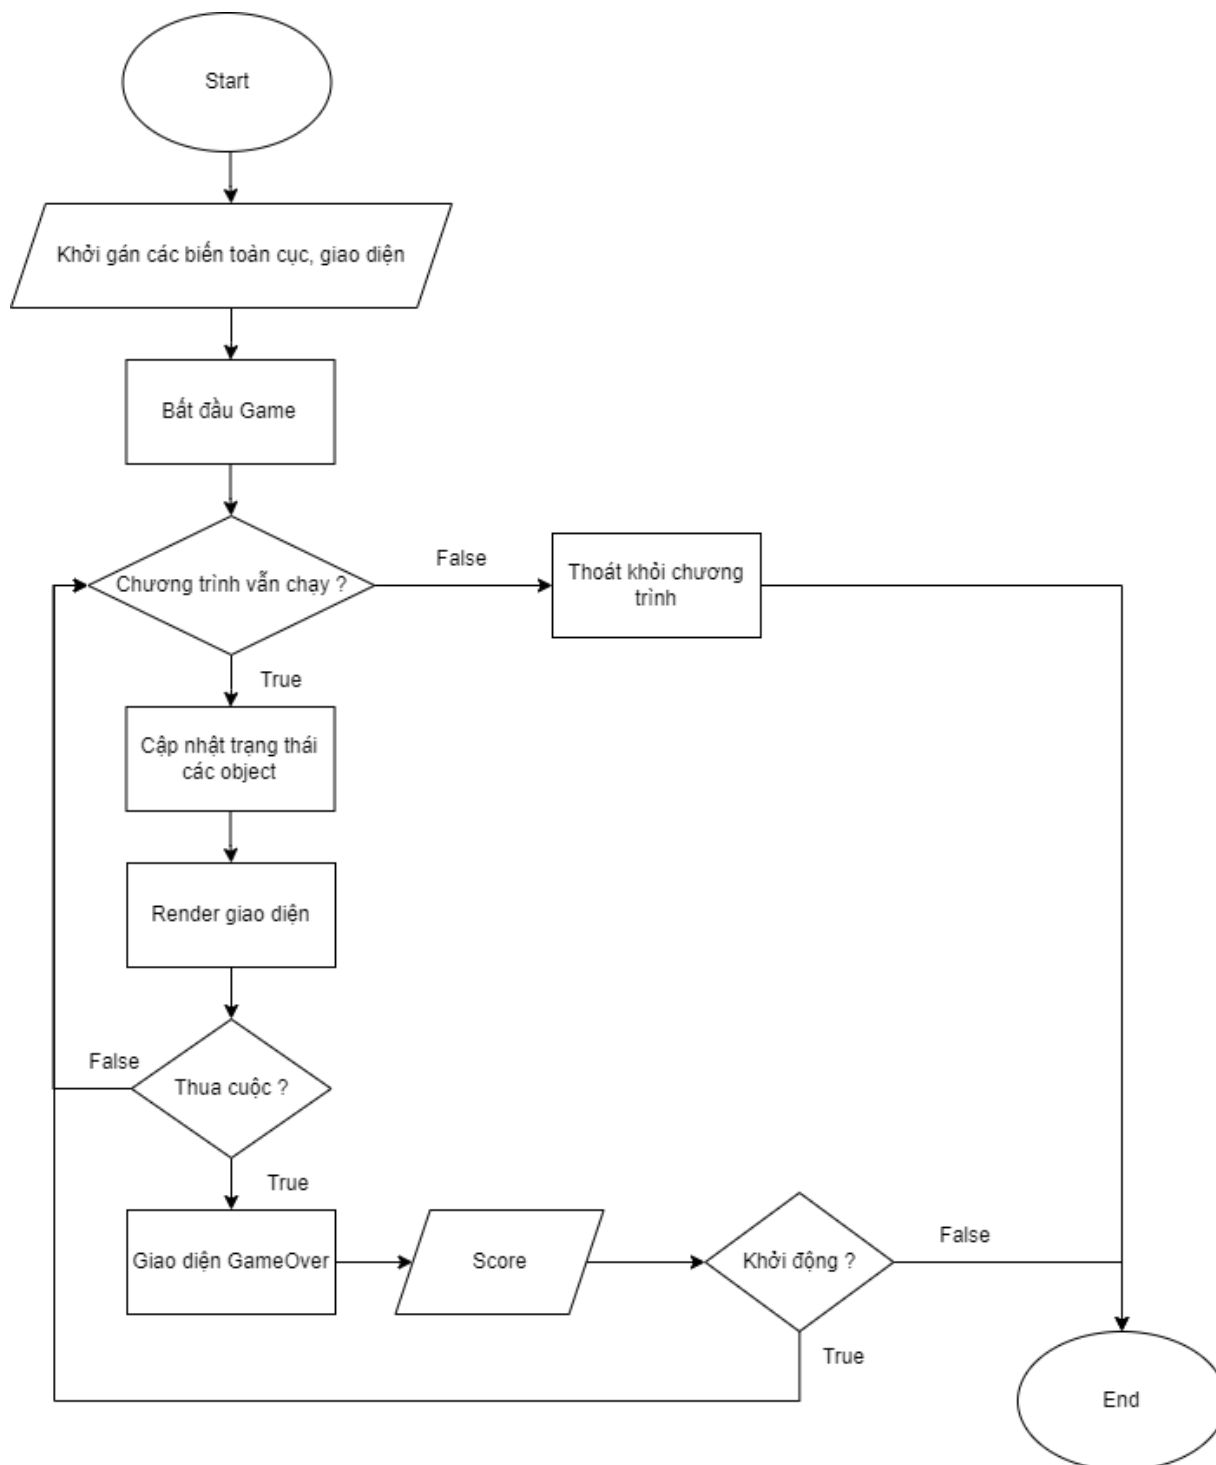 Start
Khởi gán các biến toàn cục, giao diện
Bất đầu Game
Chương trình vẫn chạy ?
False
Thoát khỏi chương
trình
True
Cập nhật trạng thái
các object
Render giao diện
False
Thua cuộc ?
True
Giao diện GameOver
Score
Khởi động ?
False
True
End